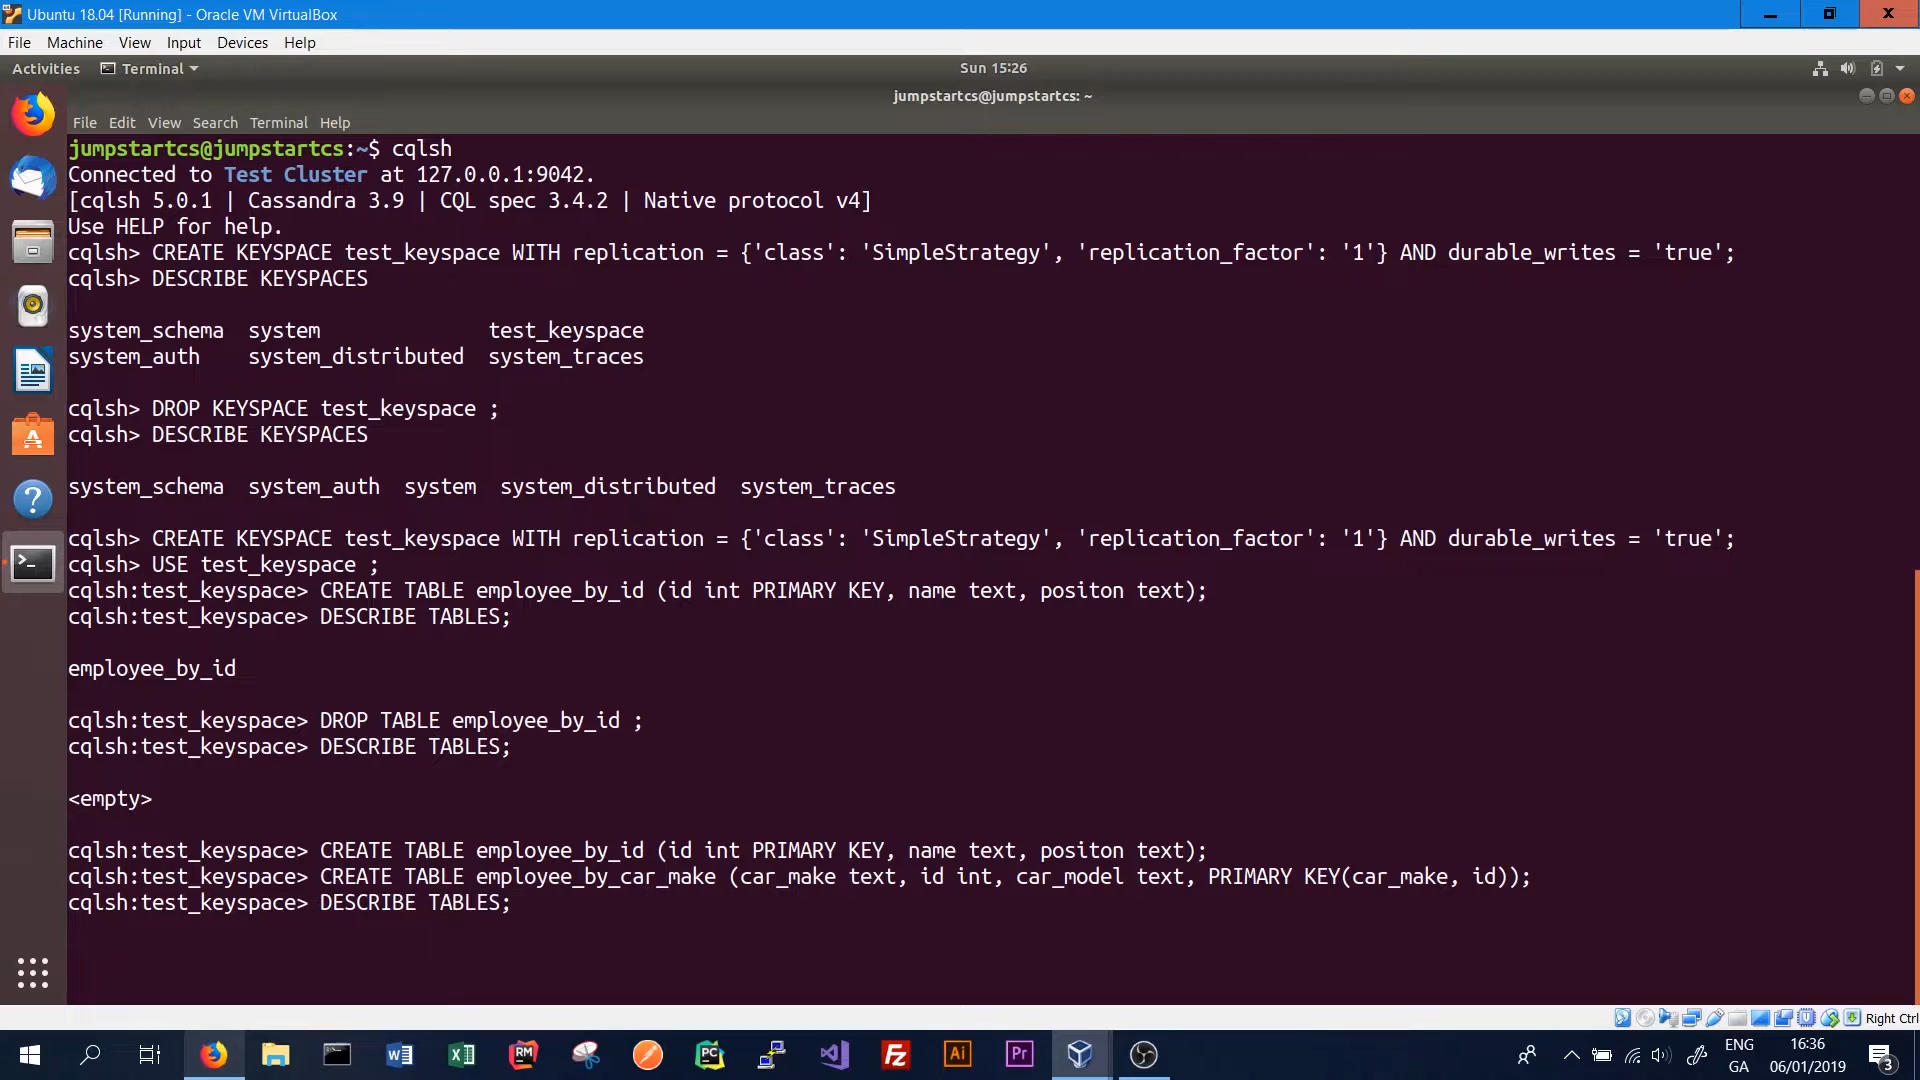 Ubuntu 18.04 [Running] - Oracle VM VirtualBox
File Machine View Input Devices Help
Activities Terminal Sun 15:26
jumpstartcs@jumpstartcs: ~
File Edit View Search Terminal Help
jumpstartcs@jumpstartcs:~$ cqlsh
Connected to Test Cluster at 127.0.0.1:9042.
[cqlsh 5.0.1 | Cassandra 3.9 | CQL spec 3.4.2 | Native protocol v4]
Use HELP for help.
cqlsh> CREATE KEYSPACE test_keyspace WITH replication = {'class': 'SimpleStrategy', 'replication_factor': '1'} AND durable_writes = 'true';
cqlsh> DESCRIBE KEYSPACES
system_schema system test_keyspace
system_auth system_distributed system_traces
cqlsh> DROP KEYSPACE test_keyspace ;
cqlsh> DESCRIBE KEYSPACES
system_schema system_auth system system_distributed system_traces
cqlsh> CREATE KEYSPACE test_keyspace WITH replication = {'class': 'SimpleStrategy', 'replication_factor': '1'} AND durable_writes = 'true';
cqlsh> USE test_keyspace ;
cqlsh:test_keyspace> CREATE TABLE employee_by_id (id int PRIMARY KEY, name text, positon text);
cqlsh:test_keyspace> DESCRIBE TABLES;
employee_by_id
cqlsh:test_keyspace> DROP TABLE employee_by_id ;
cqlsh:test_keyspace> DESCRIBE TABLES;
<empty>
cqlsh:test_keyspace> CREATE TABLE employee_by_id (id int PRIMARY KEY, name text, positon text);
cqlsh:test_keyspace> CREATE TABLE employee_by_car_make (car_make text, id int, car_model text, PRIMARY KEY(car_make, id));
cqlsh:test_keyspace> DESCRIBE TABLES;
Right Ctrl
RM PC Fz Ai Pr
ENG 16:36
GA 06/01/2019 3